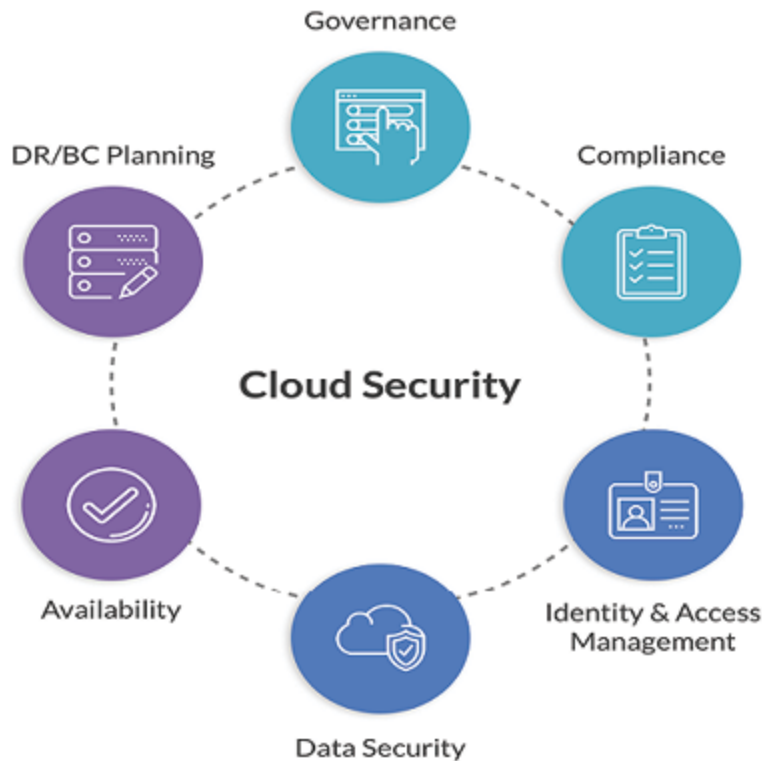 Governance
DR/BC Planning
Compliance
Cloud Security
Availability
Identity & Access
Management
Data Security